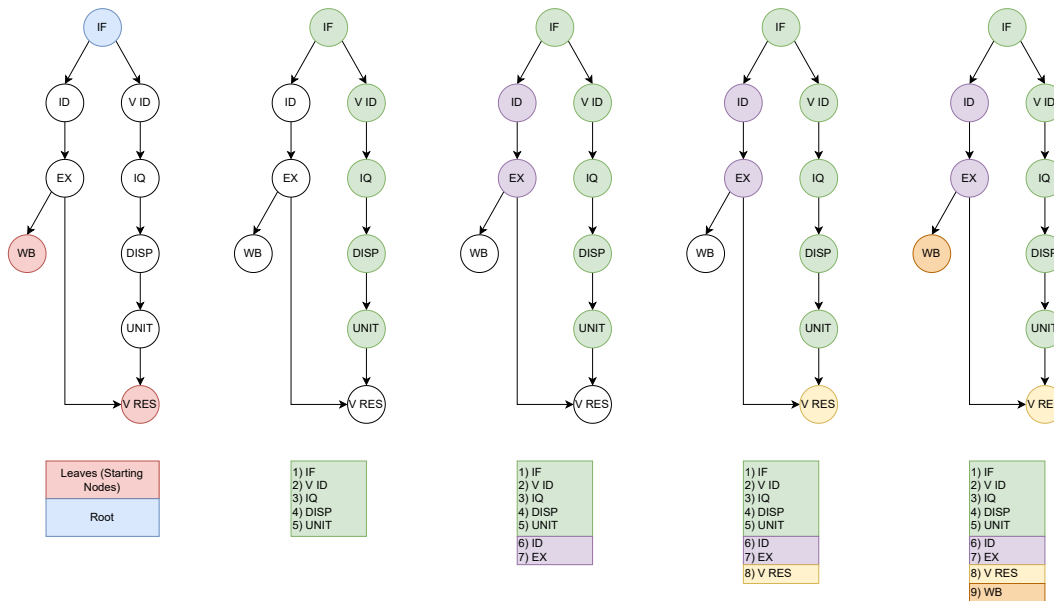 IF
ID
V ID
EX
IQ
WB
DISP
UNIT
V RES
Leaves (Starting
Nodes)
Root
IF
ID
V ID
EX
IQ
WB
DISP
UNIT
V RES
1) IF
2) V ID
3) IQ
4) DISP
5) UNIT
IF
ID
V ID
EX
IQ
WB
DISP
UNIT
V RES
1) IF
2) V ID
3) IQ
4) DISP
5) UNIT
6) ID
7) EX
IF
ID
V ID
EX
IQ
WB
DISP
UNIT
V RES
1) IF
2) V ID
3) IQ
4) DISP
5) UNIT
6) ID
7) EX
8) V RES
IF
ID
V ID
EX
IQ
WB
DISP
UNIT
V RES
1) IF
2) V ID
3) IQ
4) DISP
5) UNIT
6) ID
7) EX
8) V RES
9) WB